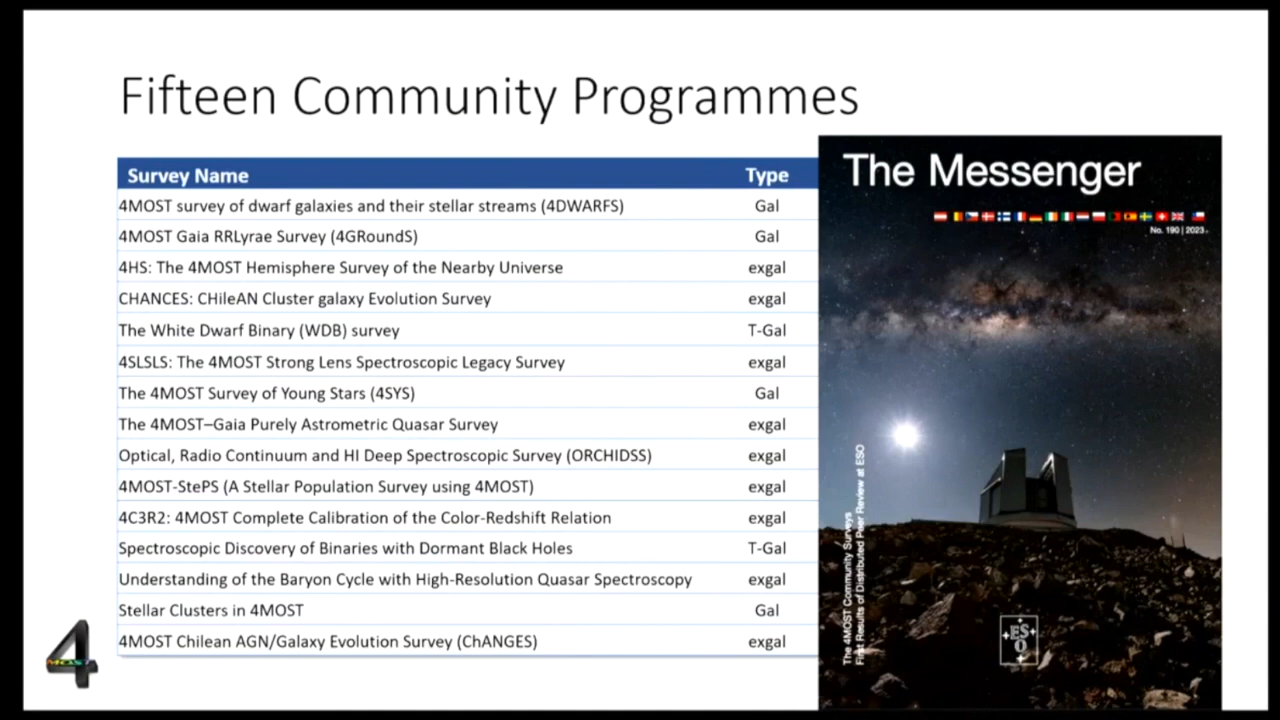 Fifteen Community Programmes
Survey Name Type
4MOST survey of dwarf galaxies and their stellar streams (4DWARFS) Gal
4MOST Gaia RRLyrae Survey (4GRoundS) Gal
4HS: The 4MOST Hemisphere Survey of the Nearby Universe exgal
CHANCES: CHileAN Cluster galaxy Evolution Survey exgal
The White Dwarf Binary (WDB) survey T-Gal
4SLSLS: The 4MOST Strong Lens Spectroscopic Legacy Survey exgal
The 4MOST Survey of Young Stars (4SYS) Gal
The 4MOST–Gaia Purely Astrometric Quasar Survey exgal
Optical, Radio Continuum and HI Deep Spectroscopic Survey (ORCHIDSS) exgal
4MOST-StePS (A Stellar Population Survey using 4MOST) exgal
4C3R2: 4MOST Complete Calibration of the Color-Redshift Relation exgal
Spectroscopic Discovery of Binaries with Dormant Black Holes T-Gal
Understanding of the Baryon Cycle with High-Resolution Quasar Spectroscopy exgal
Stellar Clusters in 4MOST Gal
4MOST Chilean AGN/Galaxy Evolution Survey (ChANGES) exgal
The Messenger
No. 190 | 2023
The 4MOST Community Surveys
First Results of Distributed Peer Review at ESO
ES
O
4
MOST